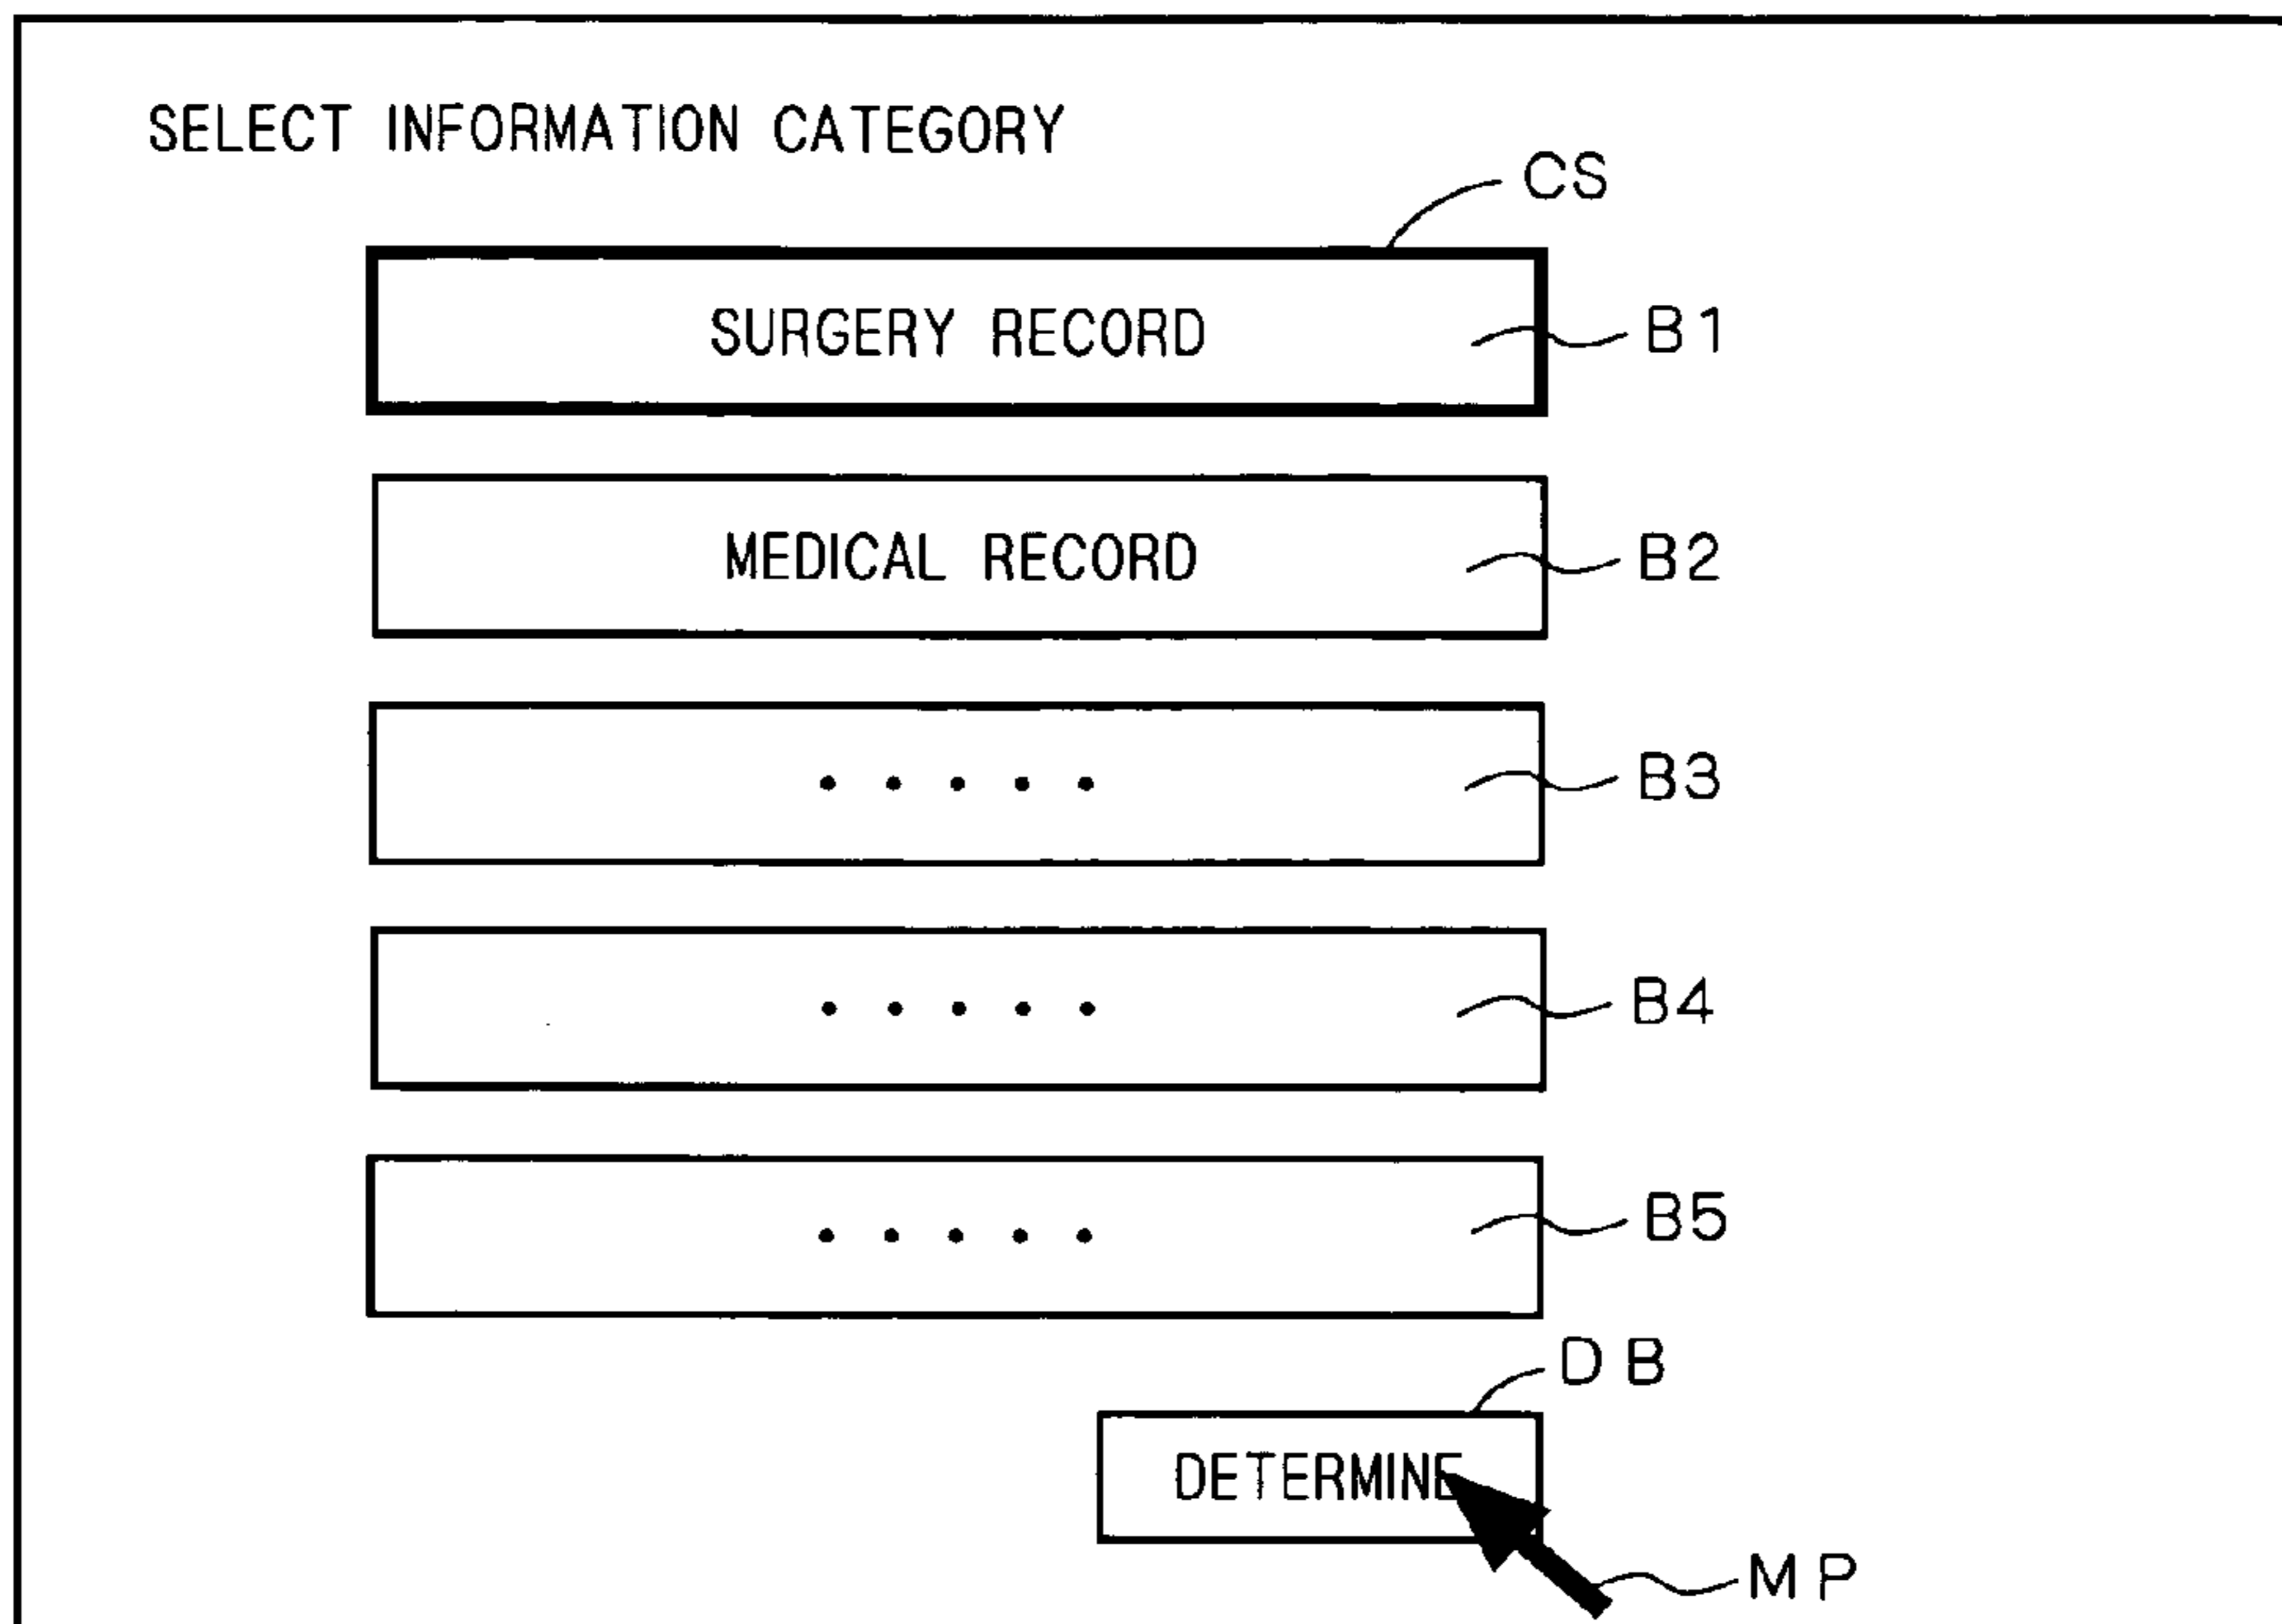 SELECT INFORMATION CATEGORY
CS
SURGERY RECORD B1
MEDICAL RECORD B2
• • • • • B3
• • • • • B4
• • • • • B5
DB
DETERMINE
MP